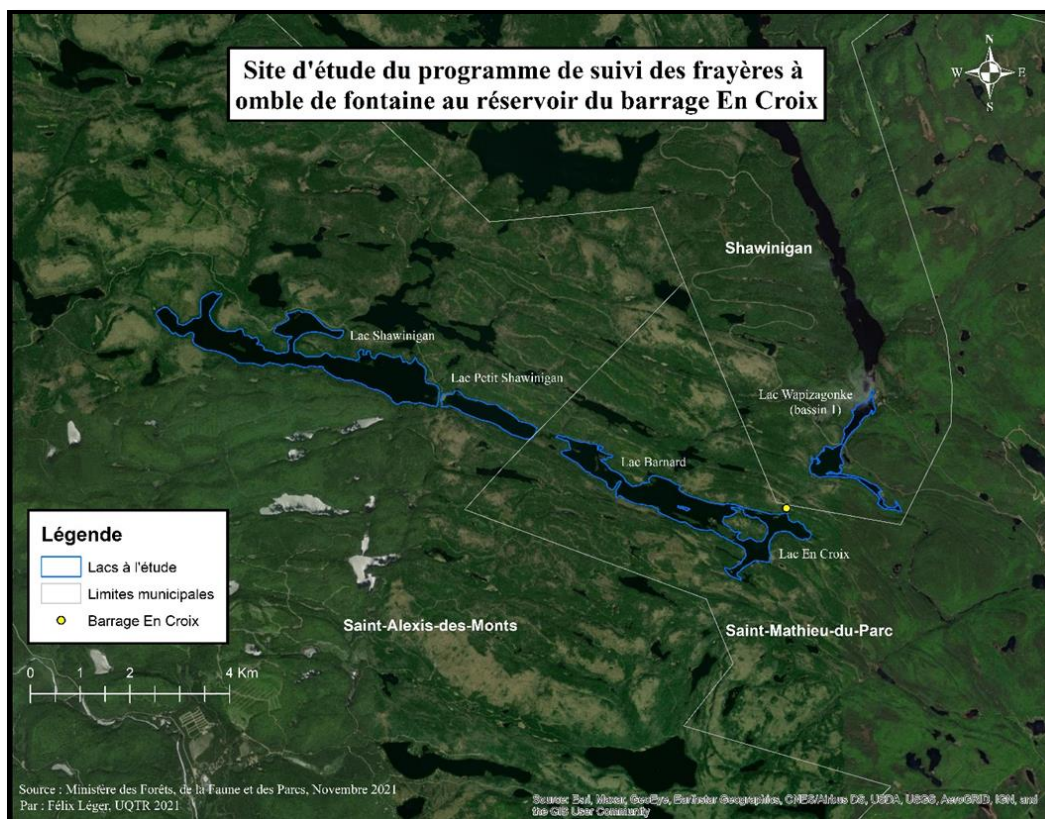 Site d'étude du programme de suivi des frayères à
omble de fontaine au réservoir du barrage En Croix
N
W
E
S
Shawinigan
Lac Shawinigan
Lac Petit Shawinigan
Lac Wapizagonke
(bassin 1)
Lac Barnard
Lac En Croix
Légende
Lacs à l'étude
Limites municipales
Barrage En Croix
Saint-Alexis-des-Monts
Saint-Mathieu-du-Parc
0 1 2 4 Km
Source : Ministère des Forêts, de la Faune et des Parcs, Novembre 2021
Par : Félix Léger, UQTR 2021
Source: Esri, Maxar, GeoEye, Earthstar Geographics, CNES/Airbus DS, USDA, USGS, AeroGRID, IGN, and
the GIS User Community